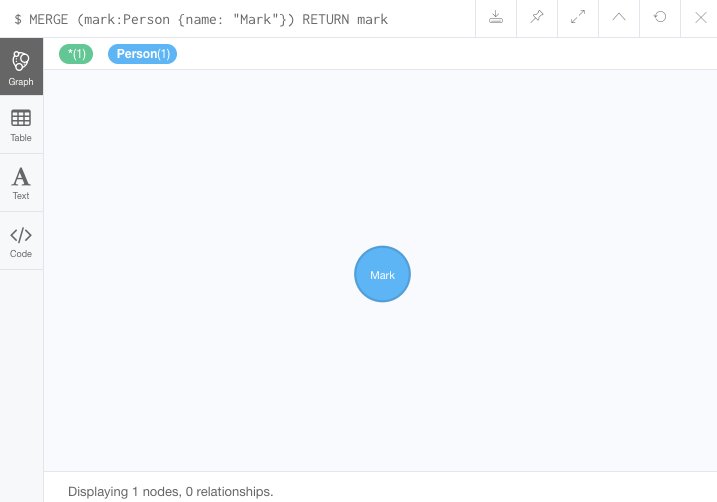 $ MERGE (mark:Person {name: "Mark"}) RETURN mark
*(1) Person(1)
Graph
Table
A
Text
</>
Code
Mark
Displaying 1 nodes, 0 relationships.